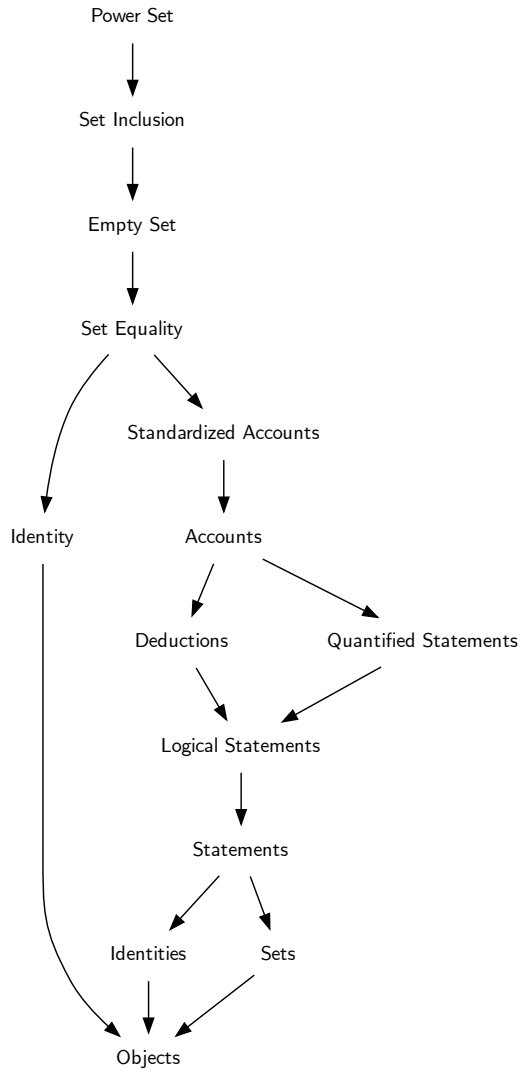 Power Set
Set Inclusion
Empty Set
Set Equality
Standardized Accounts
Identity
Accounts
Deductions
Quantified Statements
Logical Statements
Statements
Identities
Sets
Objects